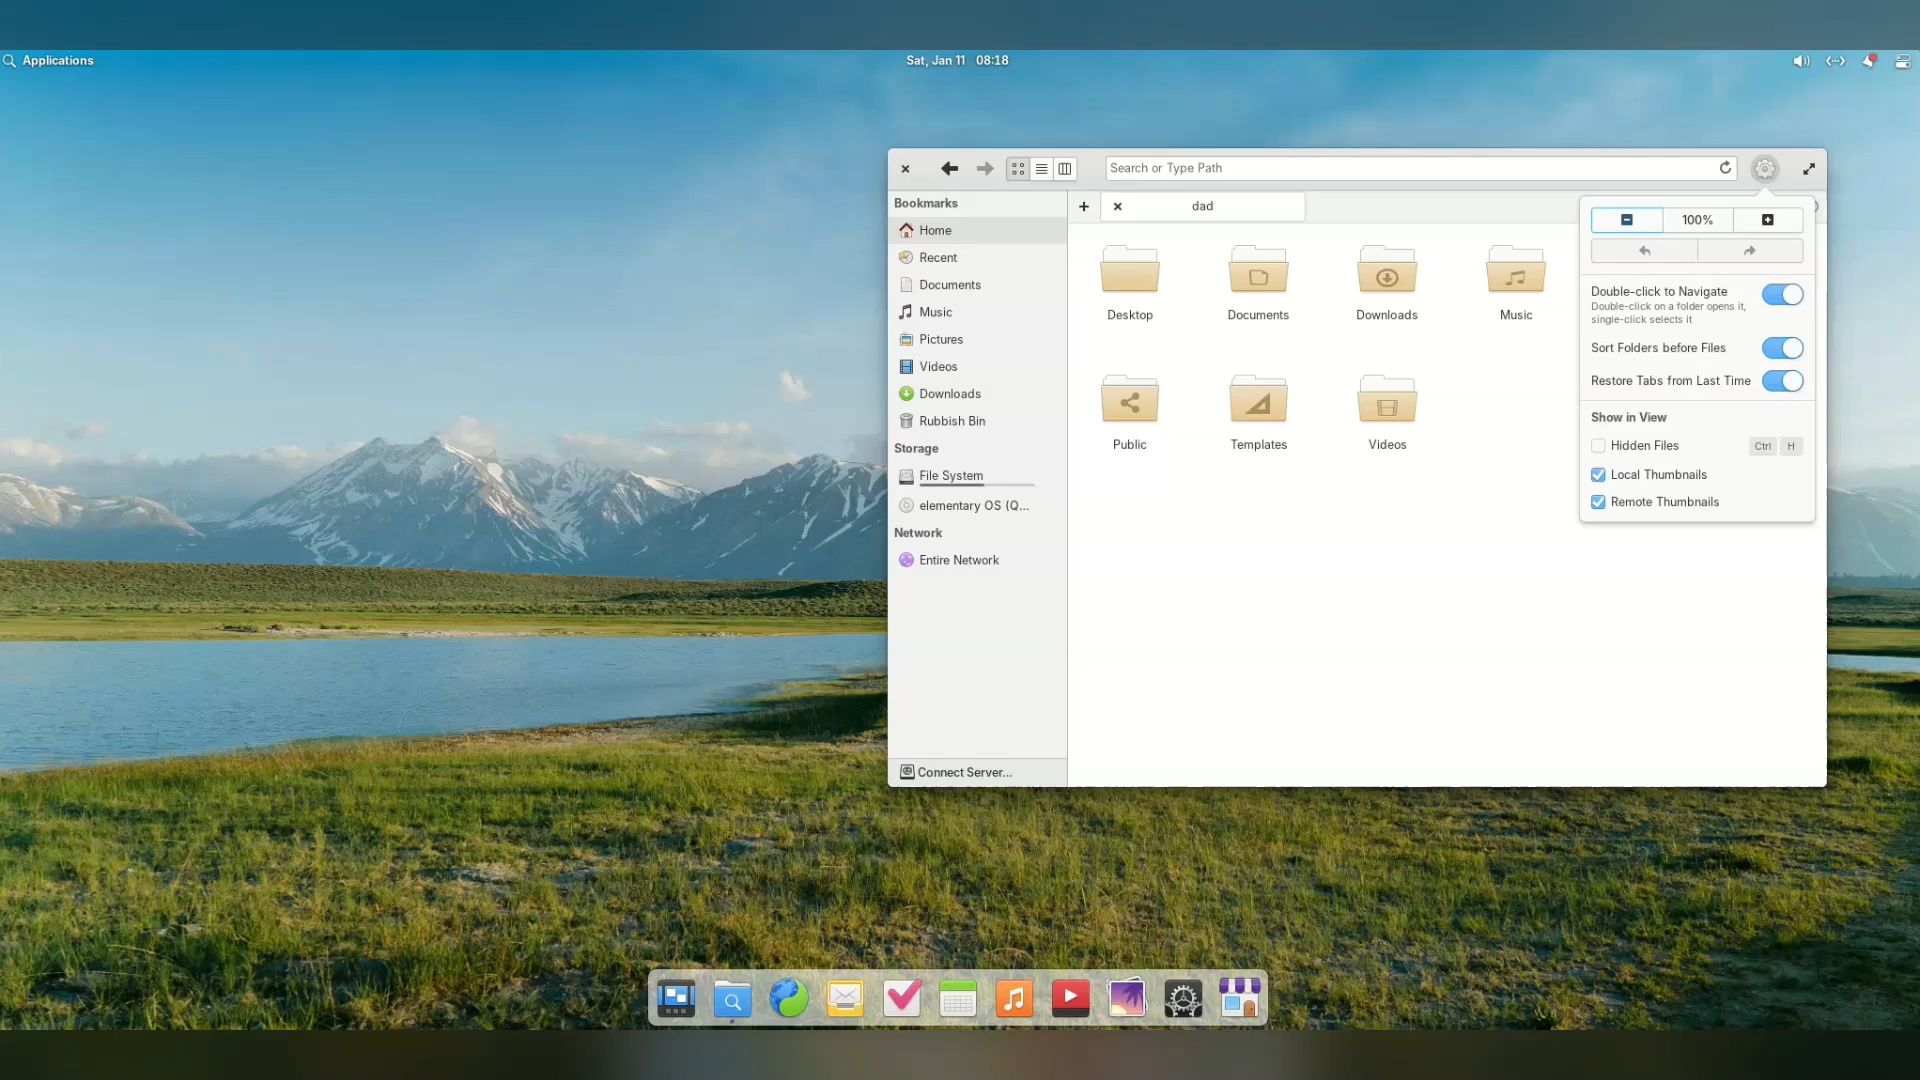 Applications
Sat, Jan 11 08:18
Search or Type Path
Bookmarks
Home
Recent
Documents
Music
Pictures
Videos
Downloads
Rubbish Bin
Storage
File System
elementary OS (Q...
Network
Entire Network
Connect Server...
dad
Desktop
Documents
Downloads
Music
Public
Templates
Videos
100%
Double-click to Navigate
Double-click on a folder opens it,
single-click selects it
Sort Folders before Files
Restore Tabs from Last Time
Show in View
Hidden Files Ctrl H
Local Thumbnails
Remote Thumbnails